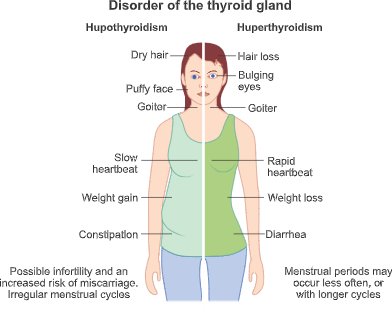 Disorder of the thyroid gland
Hupothyroidism
Huperthyroidism
Dry hair
Hair loss
Bulging
eyes
Puffy face
Goiter
Goiter
Slow
heartbeat
Rapid
heartbeat
Weight gain
Weight loss
Constipation
Diarrhea
Possible infertility and an
increased risk of miscarriage.
Irregular menstrual cycles
Menstrual periods may
occur less often, or
with longer cycles